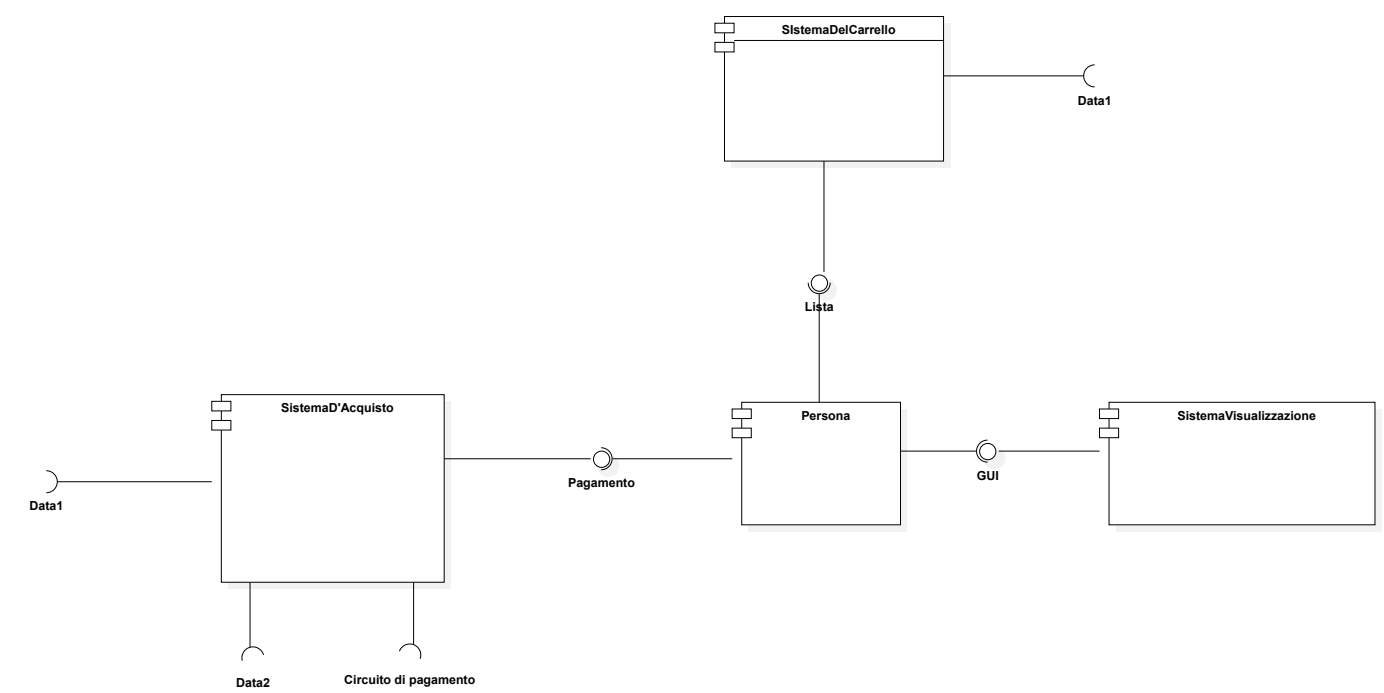 SIstemaDelCarrello
Data1
Lista
SistemaD'Acquisto
Persona
SistemaVisualizzazione
Pagamento
GUI
Data1
Data2
Circuito di pagamento